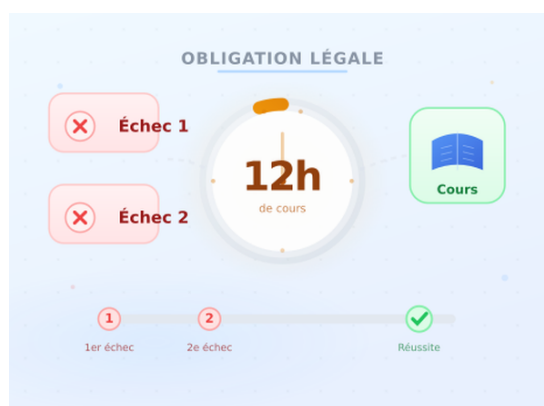 OBLIGATION LÉGALE
Échec 1
Échec 2
12h
de cours
Cours
1
2
1er échec
2e échec
Réussite